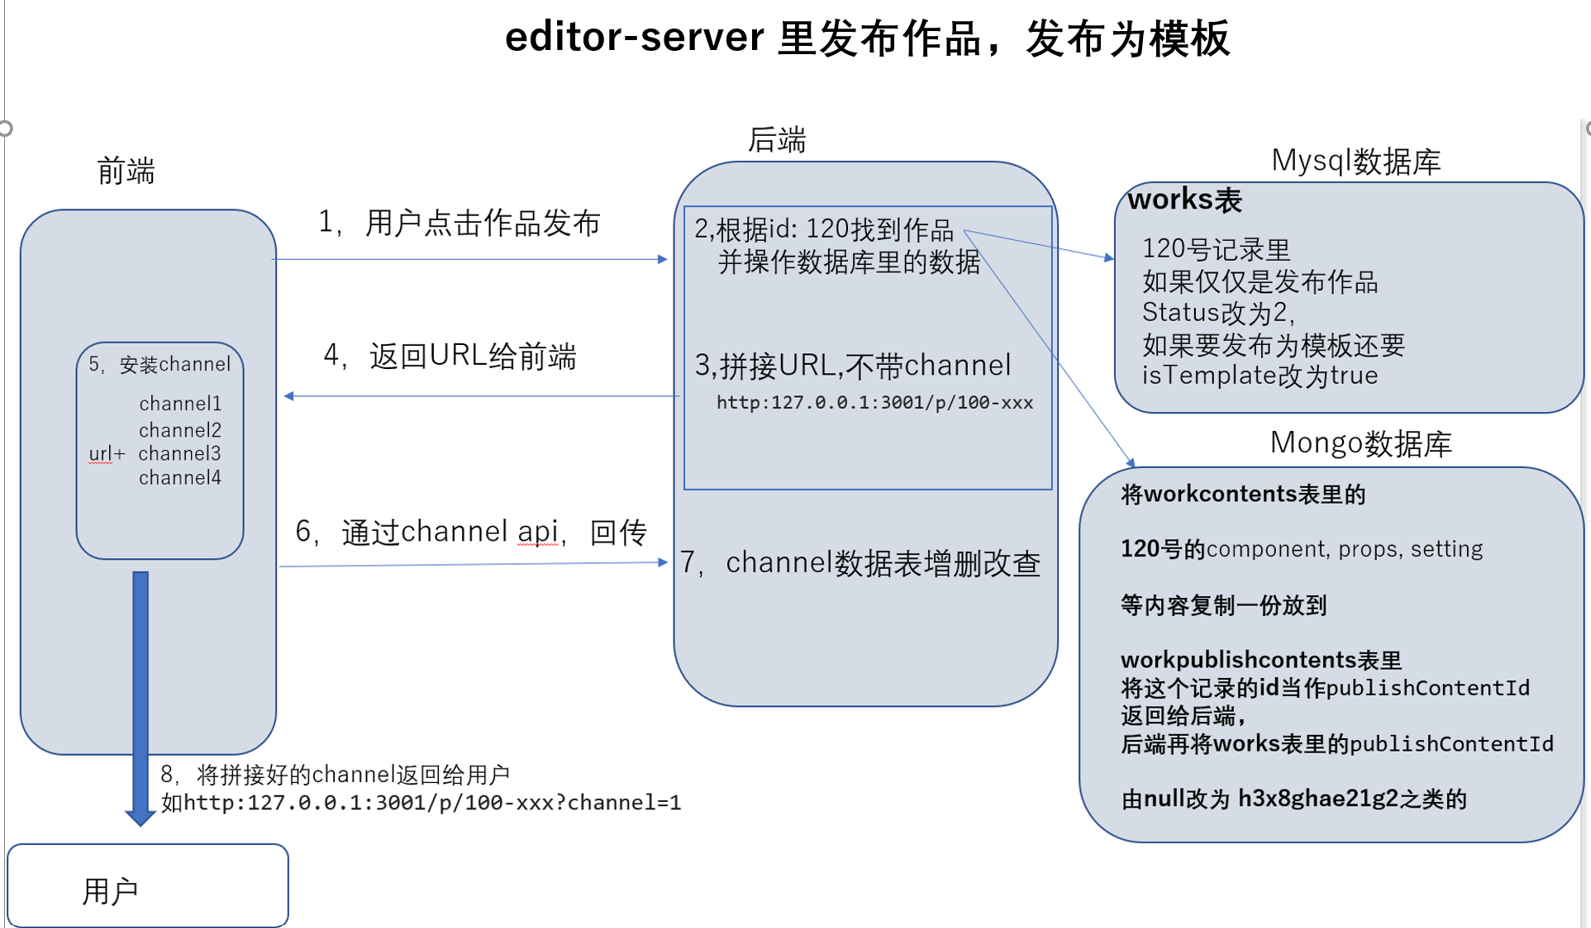 editor-server 里发布作品，发布为模板
前端
1，用户点击作品发布
后端
2,根据id: 120找到作品
并操作数据库里的数据
3,拼接URL,不带channel
http:127.0.0.1:3001/p/100-xxx
4，返回URL给前端
5，安装channel
channel1
channel2
url+ channel3
channel4
6，通过channel api，回传
7，channel数据表增删改查
8，将拼接好的channel返回给用户
如http:127.0.0.1:3001/p/100-xxx?channel=1
用户
Mysql数据库
works表
120号记录里
如果仅仅是发布作品
Status改为2，
如果要发布为模板还要
isTemplate改为true
Mongo数据库
将workcontents表里的
120号的component, props, setting
等内容复制一份放到
workpublishcontents表里
将这个记录的id当作publishContentId
返回给后端，
后端再将works表里的publishContentId
由null改为 h3x8ghae21g2之类的